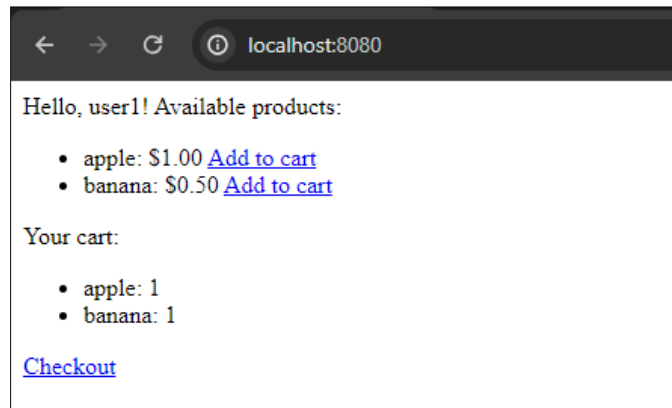 localhost:8080
Hello, user1! Available products:
• apple: $1.00 Add to cart
• banana: $0.50 Add to cart
Your cart:
• apple: 1
• banana: 1
Checkout